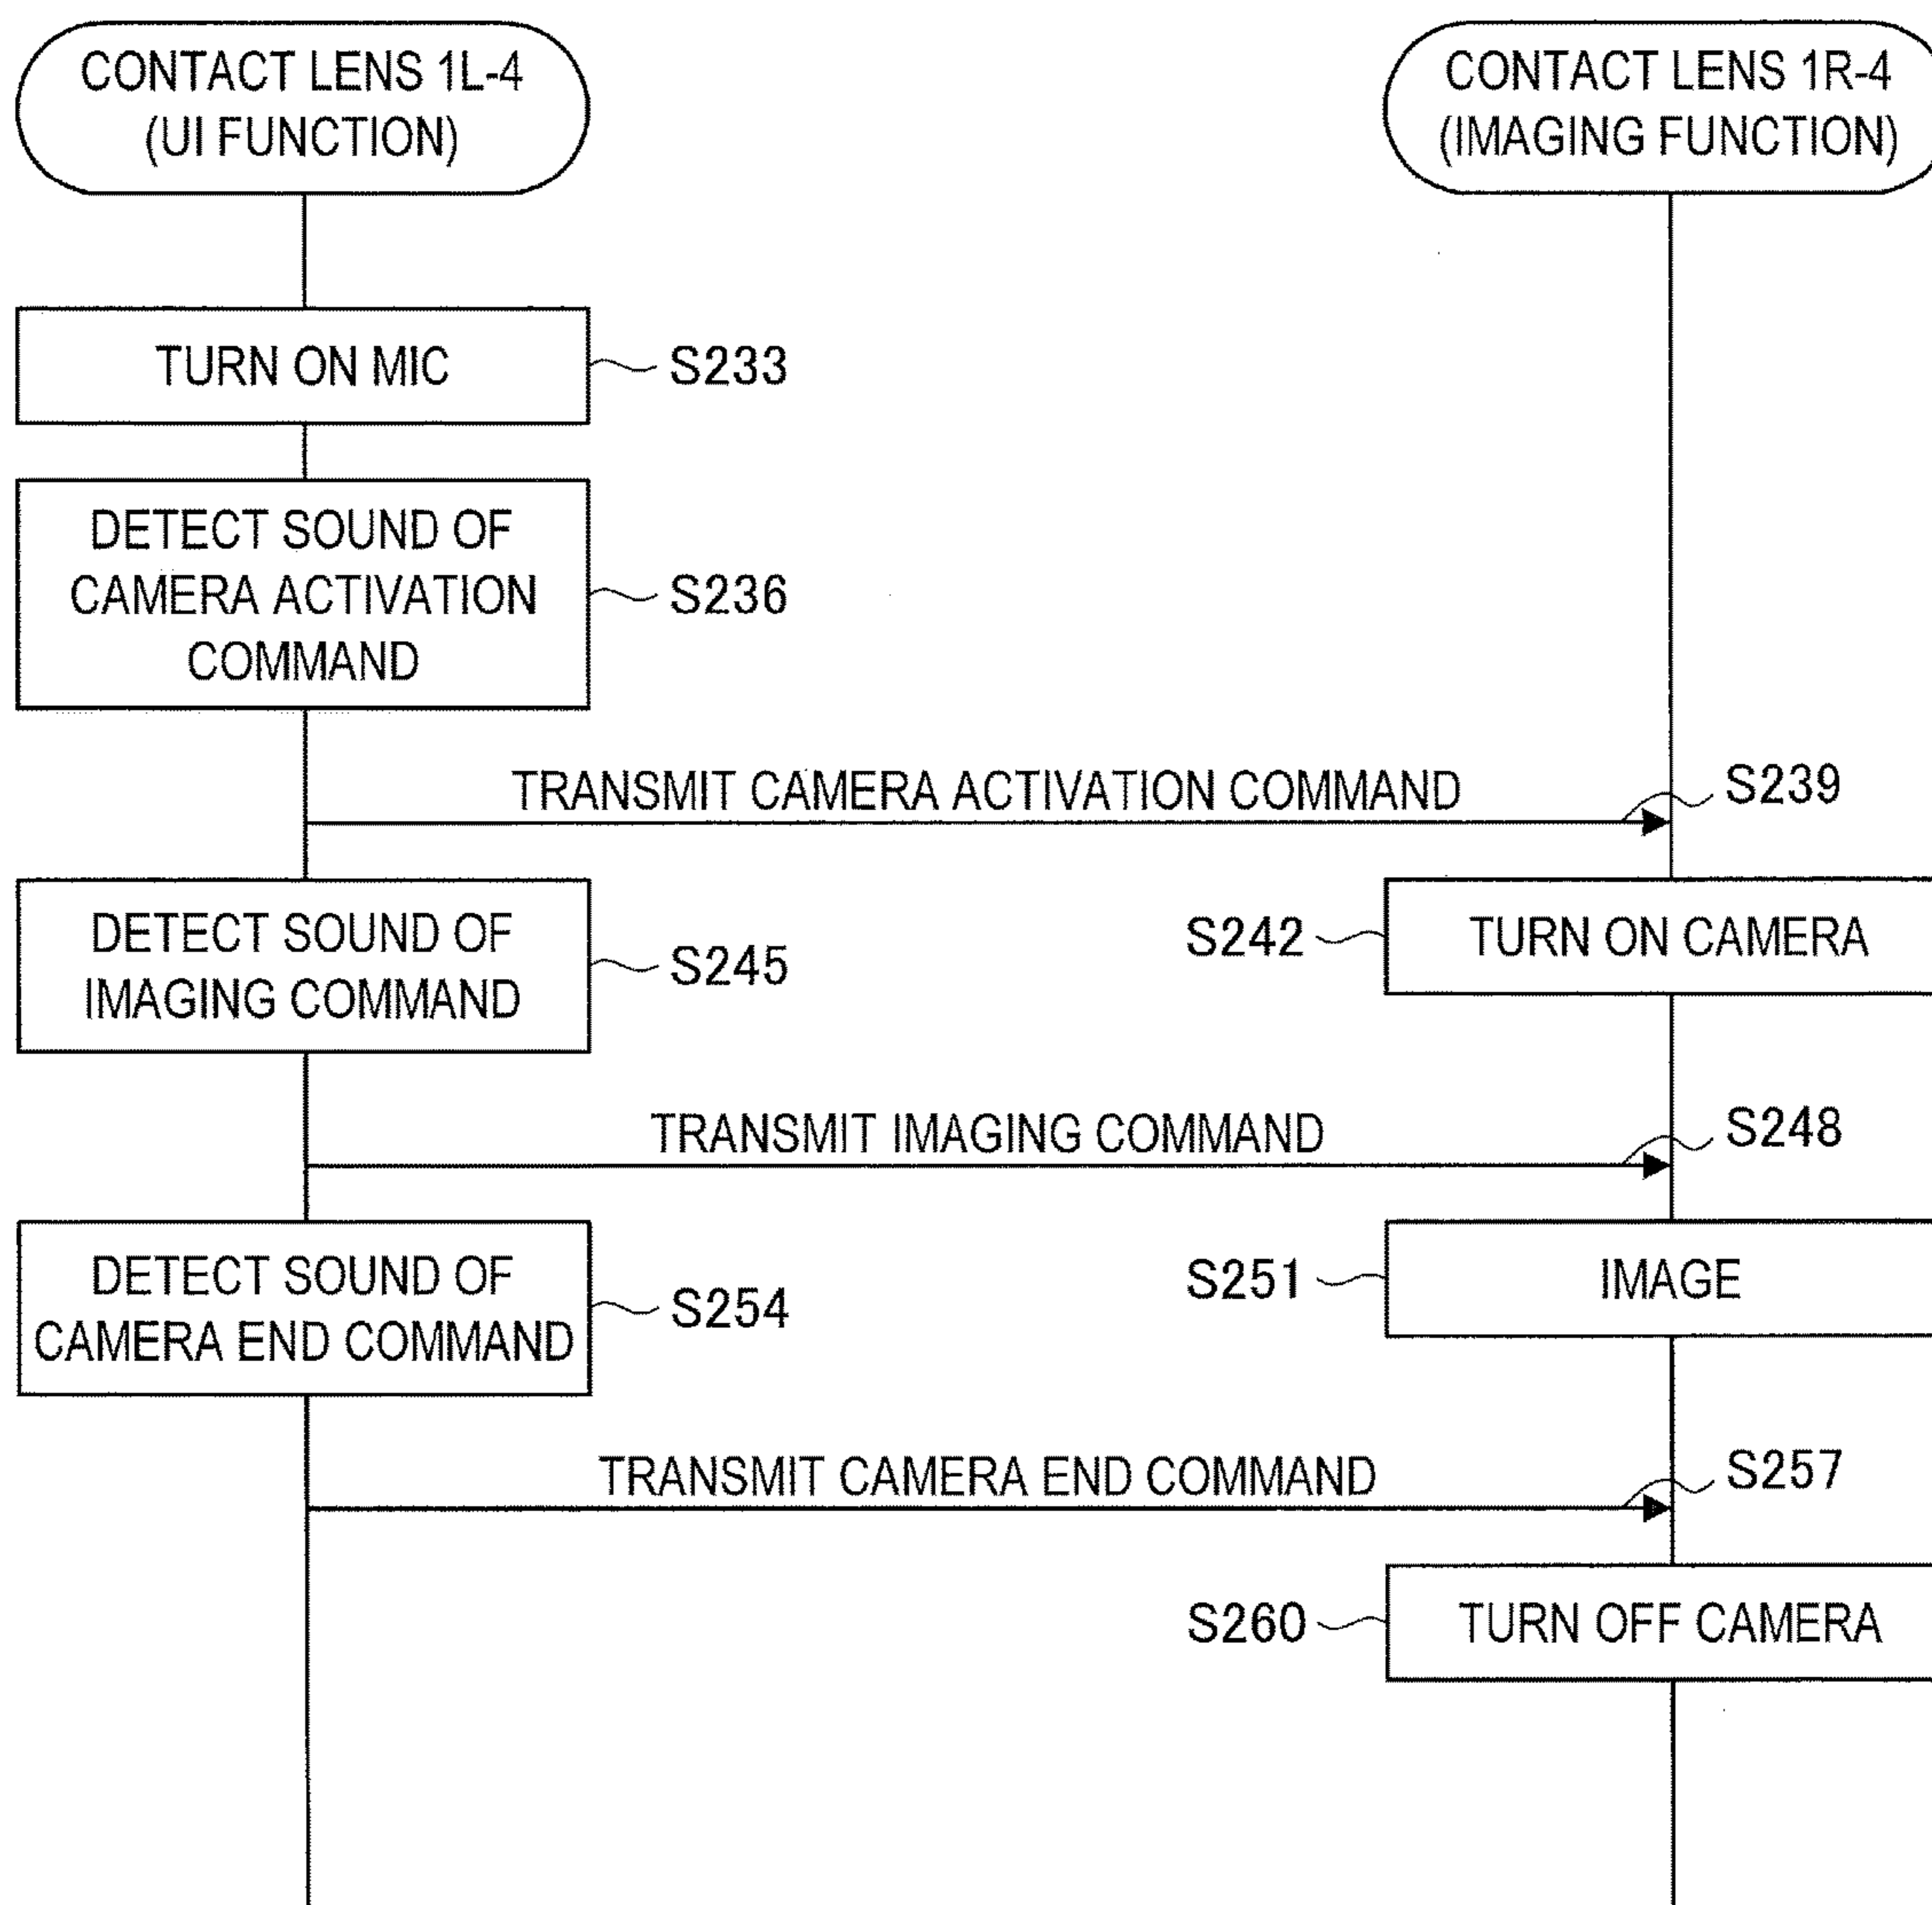 CONTACT LENS 1L-4
(UI FUNCTION)
CONTACT LENS 1R-4
(IMAGING FUNCTION)
TURN ON MIC
S233
DETECT SOUND OF
CAMERA ACTIVATION
COMMAND
S236
TRANSMIT CAMERA ACTIVATION COMMAND
S239
DETECT SOUND OF
IMAGING COMMAND
S245
S242
TURN ON CAMERA
TRANSMIT IMAGING COMMAND
S248
DETECT SOUND OF
CAMERA END COMMAND
S254
S251
IMAGE
TRANSMIT CAMERA END COMMAND
S257
S260
TURN OFF CAMERA